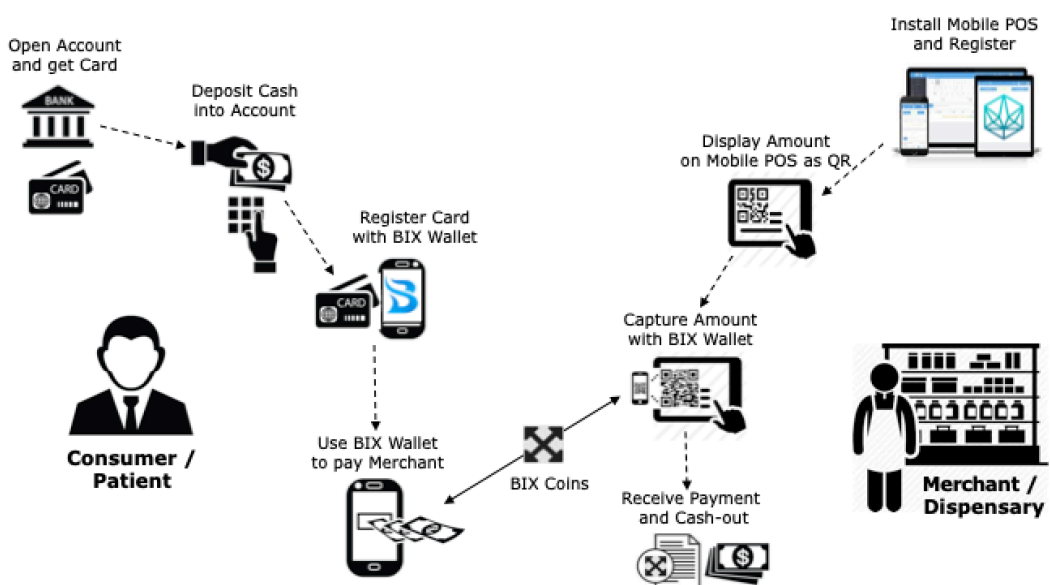 Open Account
and get Card
BANK
CARD
Deposit Cash
into Account
Register Card
with BIX Wallet
CARD
Consumer /
Patient
Use BIX Wallet
to pay Merchant
BIX Coins
Install Mobile POS
and Register
Display Amount
on Mobile POS as QR
Capture Amount
with BIX Wallet
Receive Payment
and Cash-out
Merchant /
Dispensary